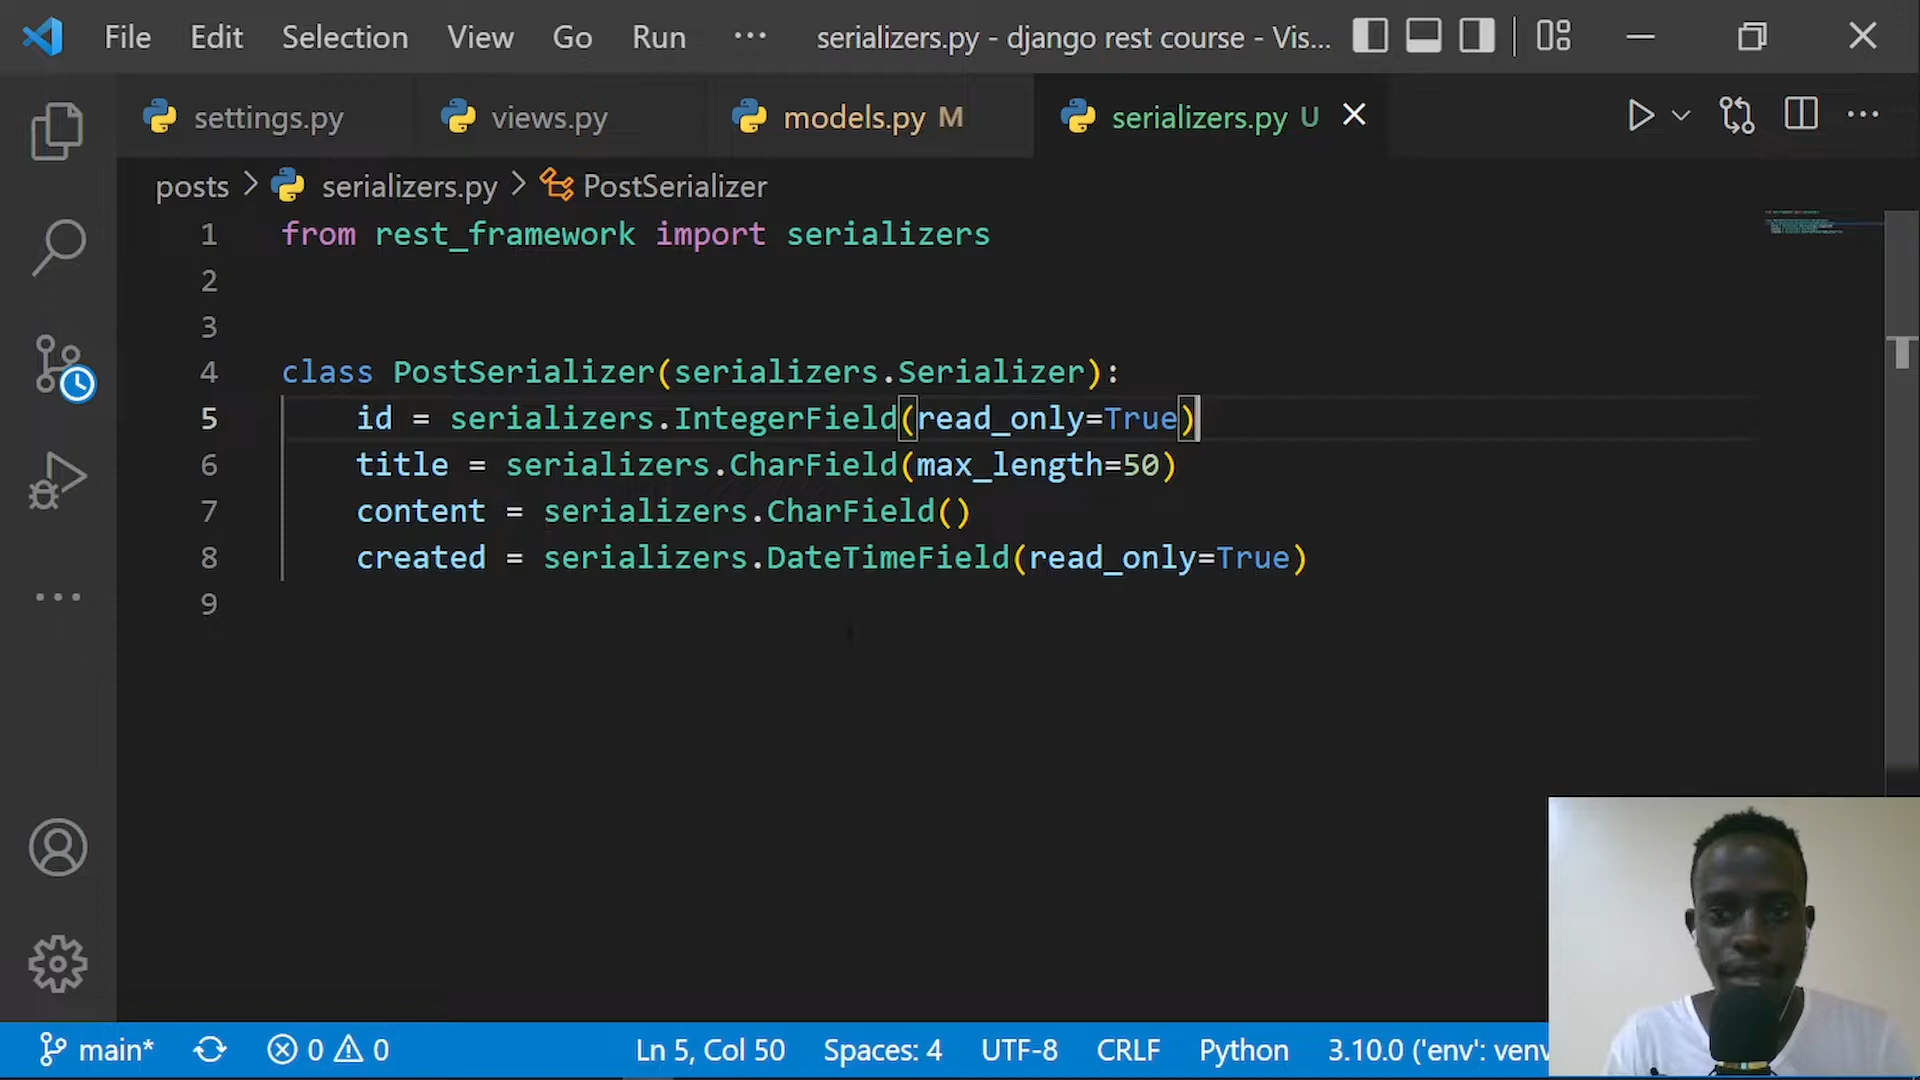 File Edit Selection View Go Run ··· serializers.py - django rest course - Vis...
settings.py views.py models.py M serializers.py U
posts > serializers.py > PostSerializer
1 from rest_framework import serializers
2
3
4 class PostSerializer(serializers.Serializer):
5     id = serializers.IntegerField(read_only=True)
6     title = serializers.CharField(max_length=50)
7     content = serializers.CharField()
8     created = serializers.DateTimeField(read_only=True)
9
main* 0 0 Ln 5, Col 50 Spaces: 4 UTF-8 CRLF Python 3.10.0 ('env': venv